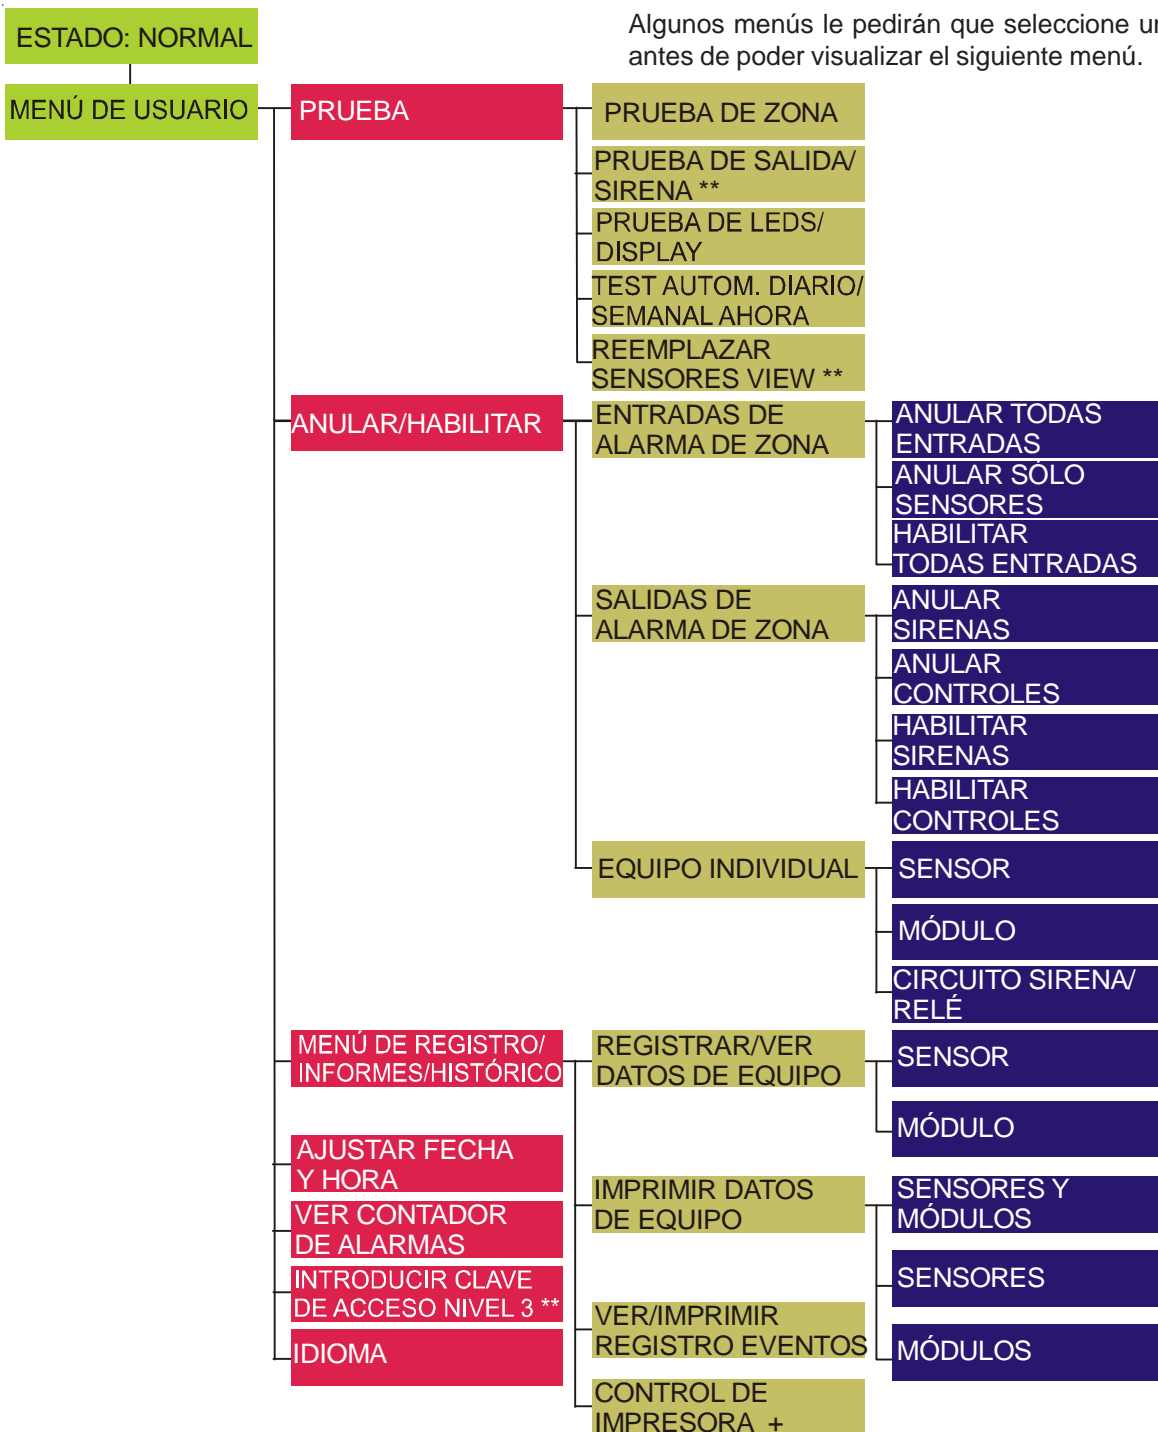 Algunos menús le pedirán que seleccione un
antes de poder visualizar el siguiente menú.
ESTADO: NORMAL
MENÚ DE USUARIO
PRUEBA
PRUEBA DE ZONA
PRUEBA DE SALIDA/
SIRENA **
PRUEBA DE LEDS/
DISPLAY
TEST AUTOM. DIARIO/
SEMANAL AHORA
REEMPLAZAR
SENSORES VIEW **
ANULAR/HABILITAR
ENTRADAS DE
ALARMA DE ZONA
ANULAR TODAS
ENTRADAS
ANULAR SÓLO
SENSORES
HABILITAR
TODAS ENTRADAS
SALIDAS DE
ALARMA DE ZONA
ANULAR
SIRENAS
ANULAR
CONTROLES
HABILITAR
SIRENAS
HABILITAR
CONTROLES
EQUIPO INDIVIDUAL
SENSOR
MÓDULO
CIRCUITO SIRENA/
RELÉ
MENÚ DE REGISTRO/
INFORMES/HISTÓRICO
REGISTRAR/VER
DATOS DE EQUIPO
SENSOR
MÓDULO
IMPRIMIR DATOS
DE EQUIPO
SENSORES Y
MÓDULOS
SENSORES
MÓDULOS
VER/IMPRIMIR
REGISTRO EVENTOS
CONTROL DE
IMPRESORA +
AJUSTAR FECHA
Y HORA
VER CONTADOR
DE ALARMAS
INTRODUCIR CLAVE
DE ACCESO NIVEL 3 **
IDIOMA